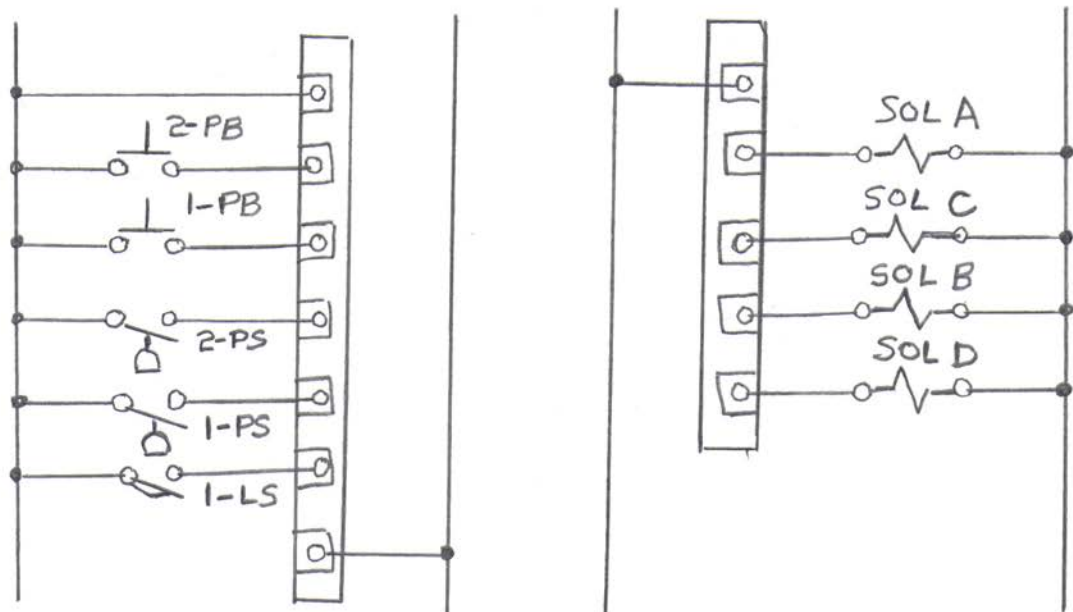 2-PB
1-PB
2-PS
1-PS
1-LS
SOL A
SOL C
SOL B
SOL D